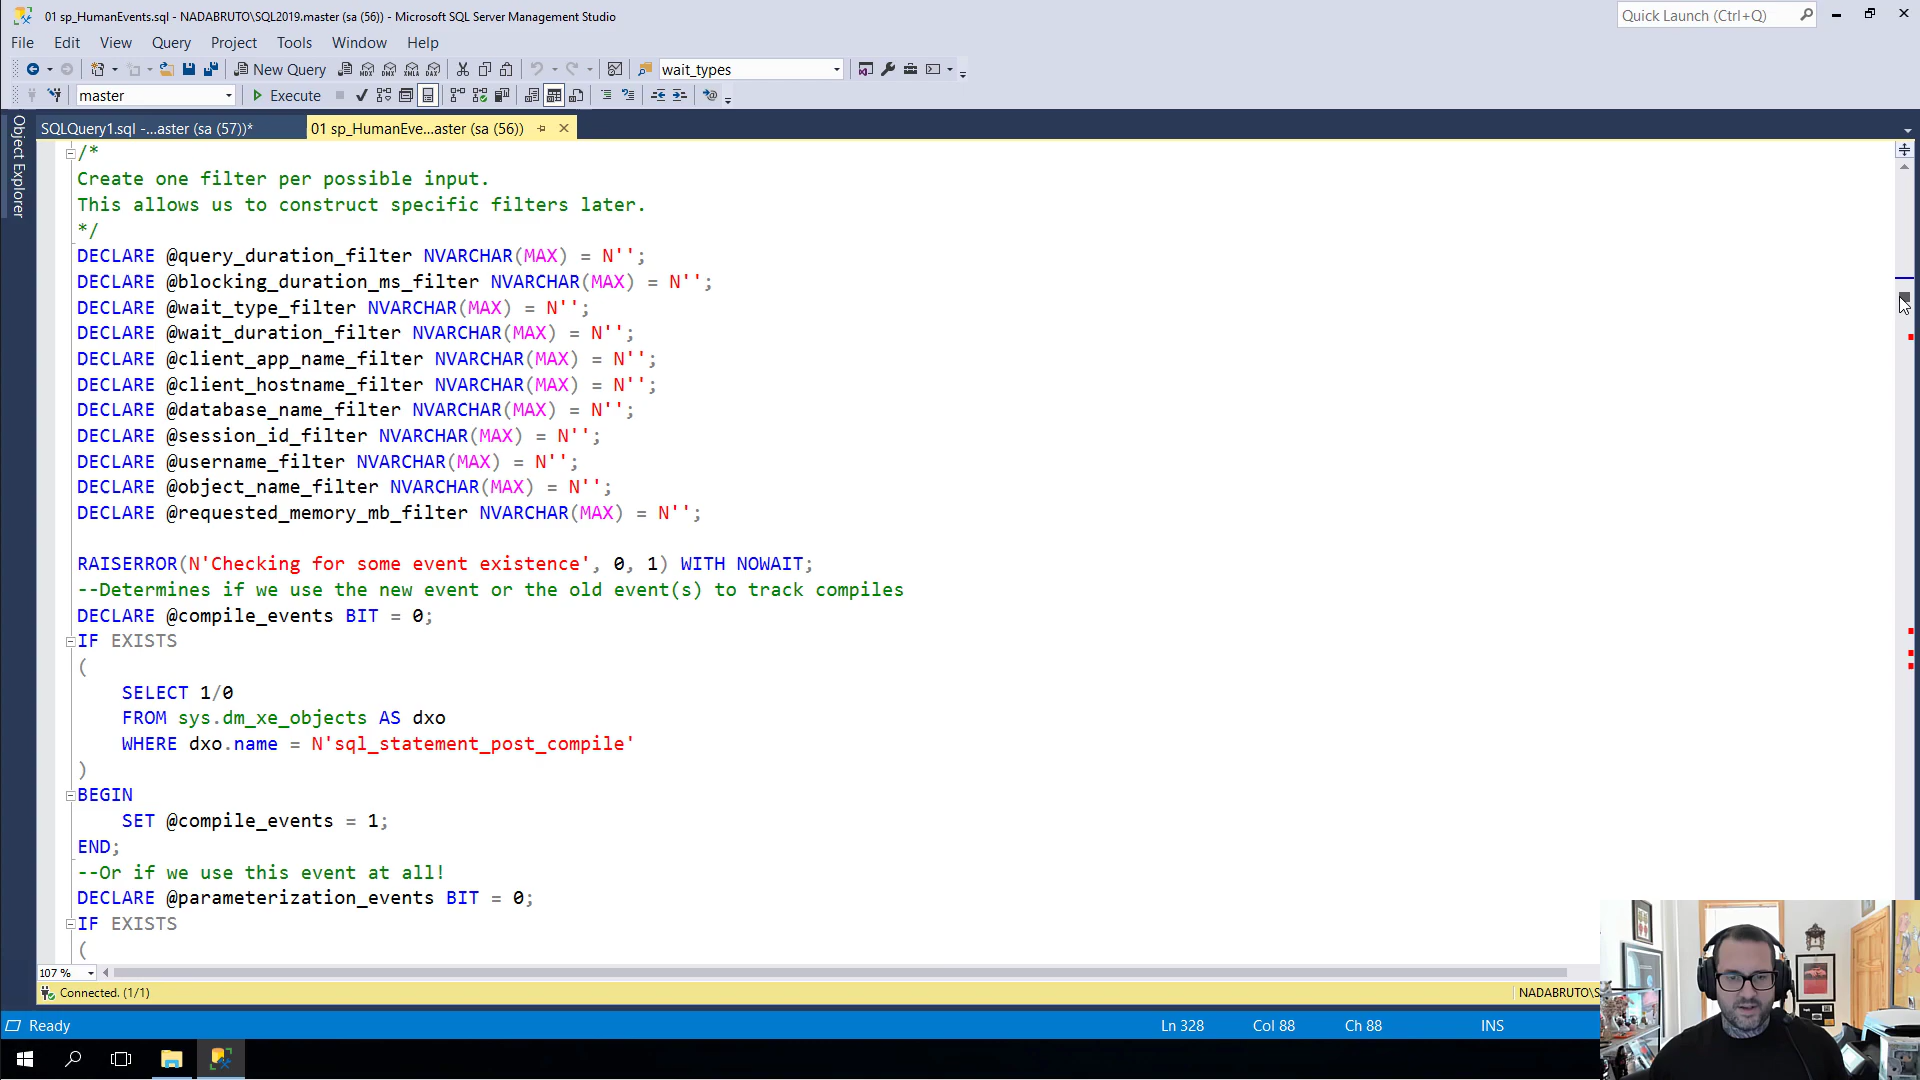 01 sp_HumanEvents.sql - NADABRUTO\SQL2019.master (sa (56)) - Microsoft SQL Server Management Studio
Quick Launch (Ctrl+Q)
File Edit View Query Project Tools Window Help
New Query wait_types
master Execute
Object Explorer
SQLQuery1.sql -...aster (sa (57))* 01 sp_HumanEve...aster (sa (56))
/*
Create one filter per possible input.
This allows us to construct specific filters later.
*/
DECLARE @query_duration_filter NVARCHAR(MAX) = N'';
DECLARE @blocking_duration_ms_filter NVARCHAR(MAX) = N'';
DECLARE @wait_type_filter NVARCHAR(MAX) = N'';
DECLARE @wait_duration_filter NVARCHAR(MAX) = N'';
DECLARE @client_app_name_filter NVARCHAR(MAX) = N'';
DECLARE @client_hostname_filter NVARCHAR(MAX) = N'';
DECLARE @database_name_filter NVARCHAR(MAX) = N'';
DECLARE @session_id_filter NVARCHAR(MAX) = N'';
DECLARE @username_filter NVARCHAR(MAX) = N'';
DECLARE @object_name_filter NVARCHAR(MAX) = N'';
DECLARE @requested_memory_mb_filter NVARCHAR(MAX) = N'';
RAISERROR(N'Checking for some event existence', 0, 1) WITH NOWAIT;
--Determines if we use the new event or the old event(s) to track compiles
DECLARE @compile_events BIT = 0;
IF EXISTS
(
SELECT 1/0
FROM sys.dm_xe_objects AS dxo
WHERE dxo.name = N'sql_statement_post_compile'
)
BEGIN
SET @compile_events = 1;
END;
--Or if we use this event at all!
DECLARE @parameterization_events BIT = 0;
IF EXISTS
(
107 %
Connected. (1/1) NADABRUTO\S
Ready Ln 328 Col 88 Ch 88 INS